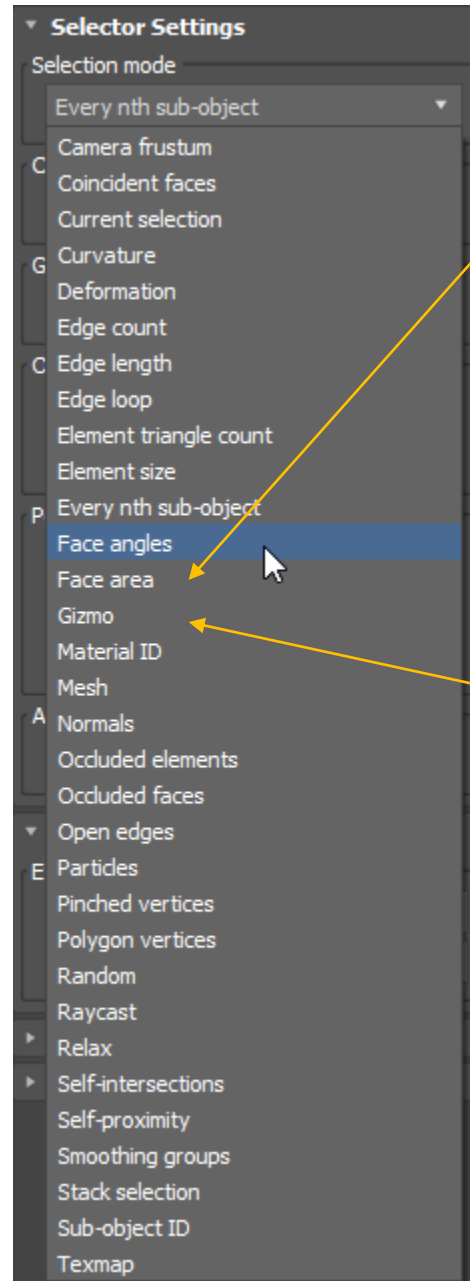 Selector Settings
Selection mode
Every nth sub-object
Camera frustum
Coincident faces
Current selection
Curvature
Deformation
Edge count
Edge length
Edge loop
Element triangle count
Element size
Every nth sub-object
Face angles
Face area
Gizmo
Material ID
Mesh
Normals
Occluded elements
Occluded faces
Open edges
Particles
Pinched vertices
Polygon vertices
Random
Raycast
Relax
Self-intersections
Self-proximity
Smoothing groups
Stack selection
Sub-object ID
Texmap